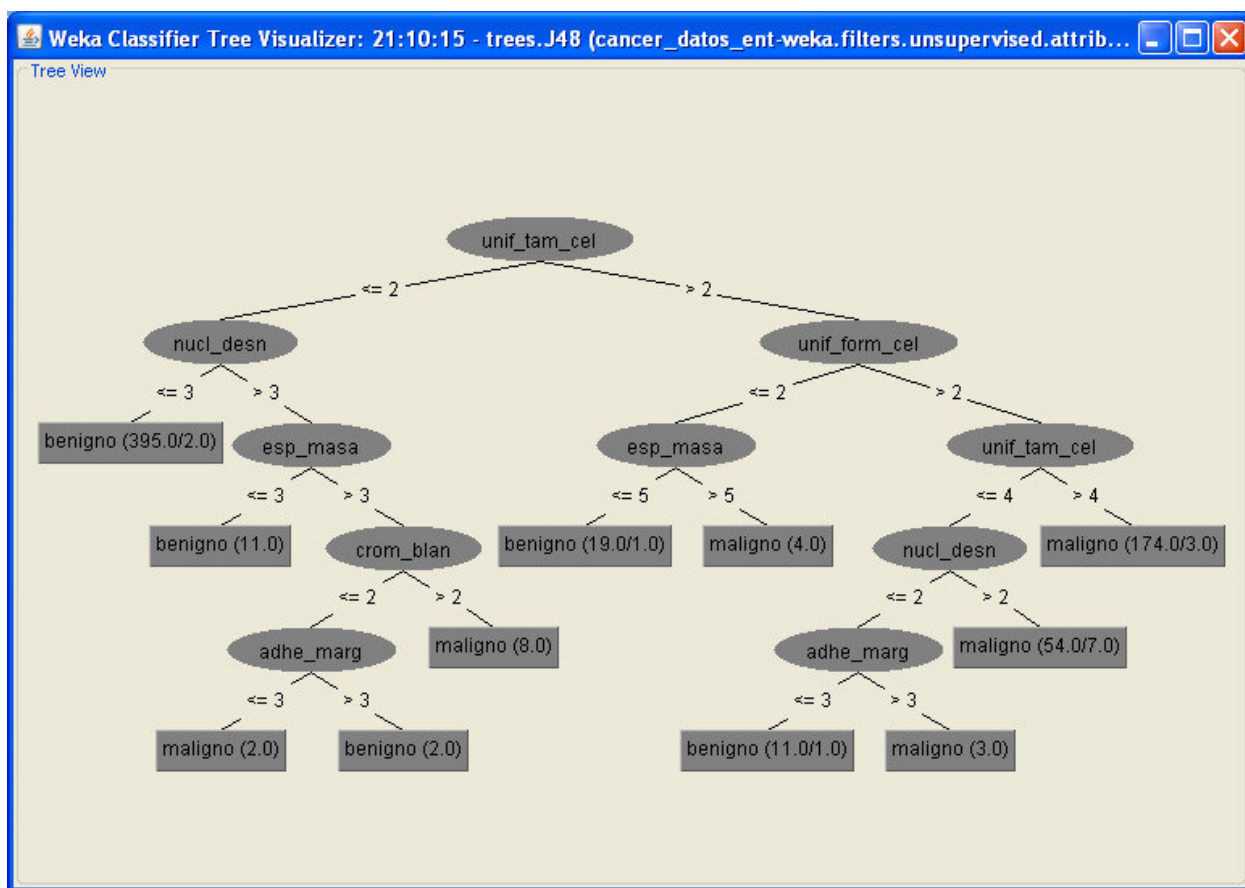 Weka Classifier Tree Visualizer: 21:10:15 - trees.J48 (cancer_datos_ent-weka.filters.unsupervised.attrib...
Tree View
unif_tam_cel
<= 2 > 2
nucl_desn unif_form_cel
<= 3 > 3 <= 2 > 2
benigno (395.0/2.0) esp_masa esp_masa unif_tam_cel
<= 3 > 3 <= 5 > 5 <= 4 > 4
benigno (11.0) crom_blan benigno (19.0/1.0) maligno (4.0) nucl_desn maligno (174.0/3.0)
<= 2 > 2 <= 2 > 2
adhe_marg maligno (8.0) adhe_marg maligno (54.0/7.0)
<= 3 > 3 <= 3 > 3
maligno (2.0) benigno (2.0) benigno (11.0/1.0) maligno (3.0)